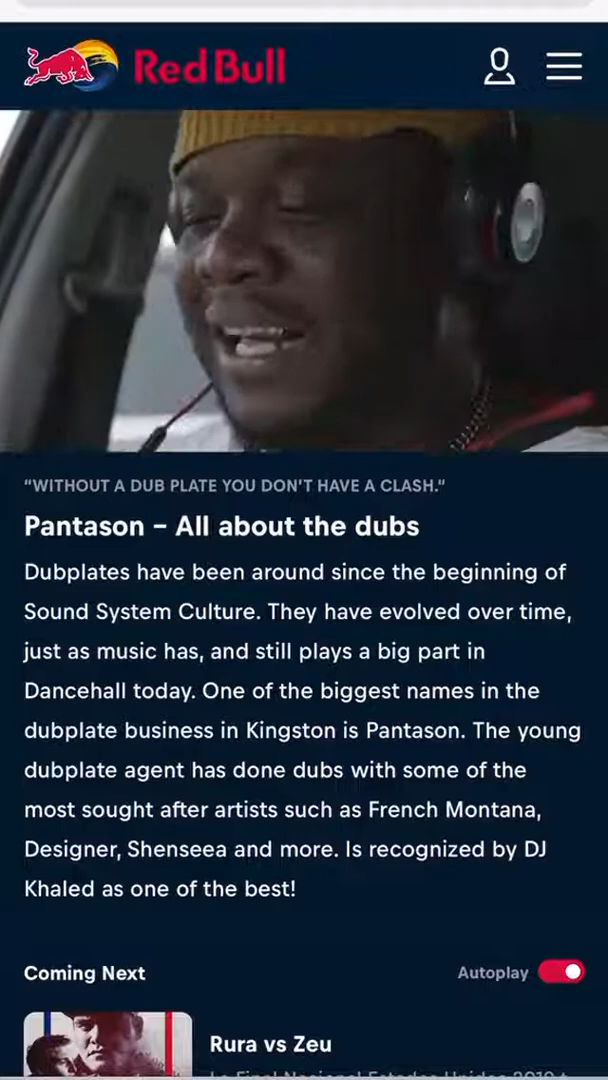 Red Bull
"WITHOUT A DUB PLATE YOU DON'T HAVE A CLASH."
Pantason – All about the dubs
Dubplates have been around since the beginning of
Sound System Culture. They have evolved over time,
just as music has, and still plays a big part in
Dancehall today. One of the biggest names in the
dubplate business in Kingston is Pantason. The young
dubplate agent has done dubs with some of the
most sought after artists such as French Montana,
Designer, Shenseea and more. Is recognized by DJ
Khaled as one of the best!
Coming Next
Autoplay
Rura vs Zeu